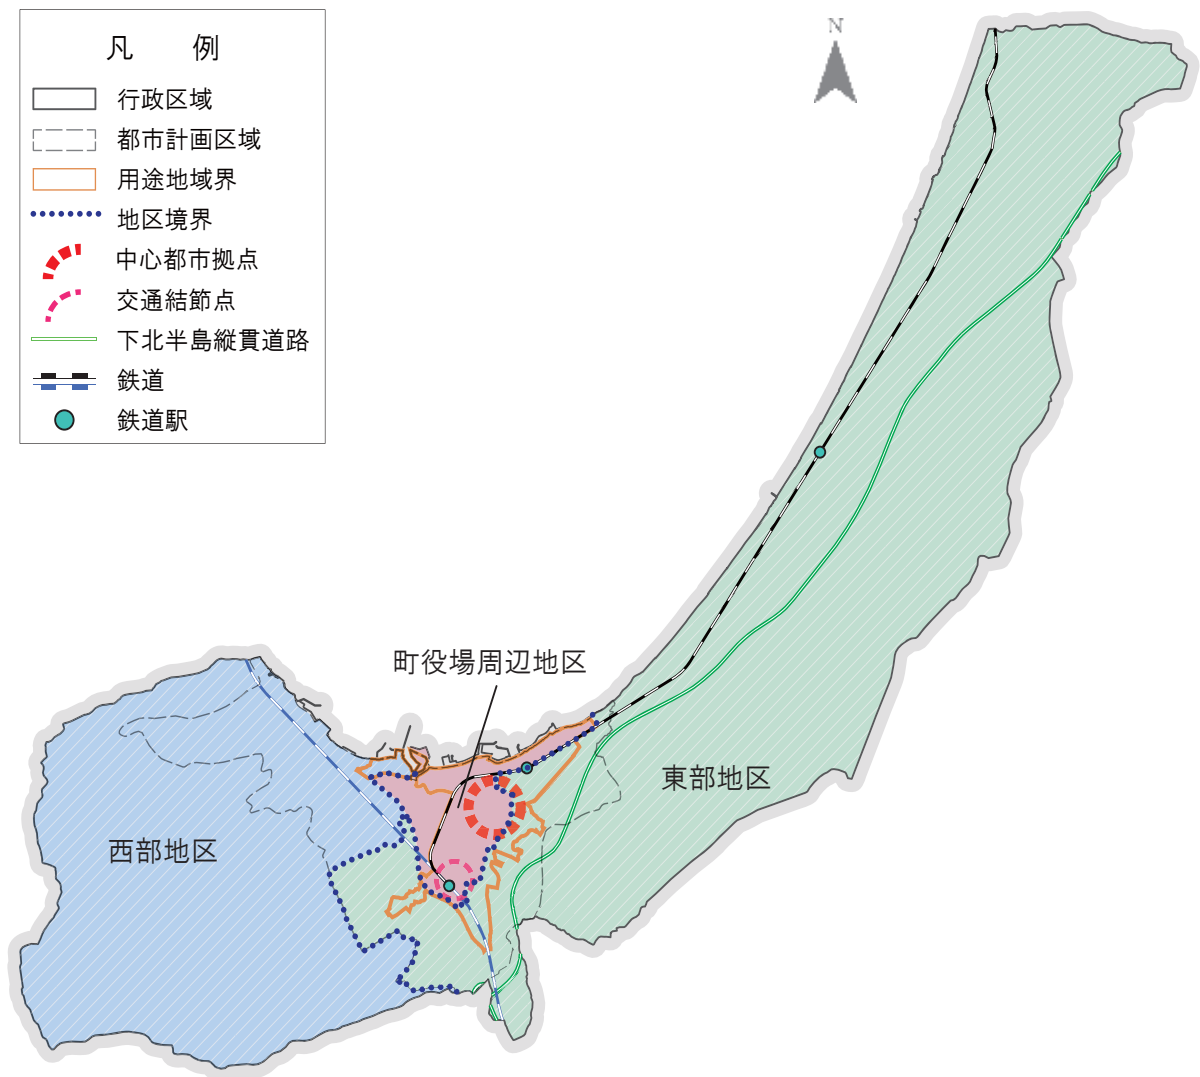 凡　例
行政区域
都市計画区域
用途地域界
地区境界
中心都市拠点
交通結節点
下北半島縦貫道路
鉄道
鉄道駅
N
町役場周辺地区
東部地区
西部地区